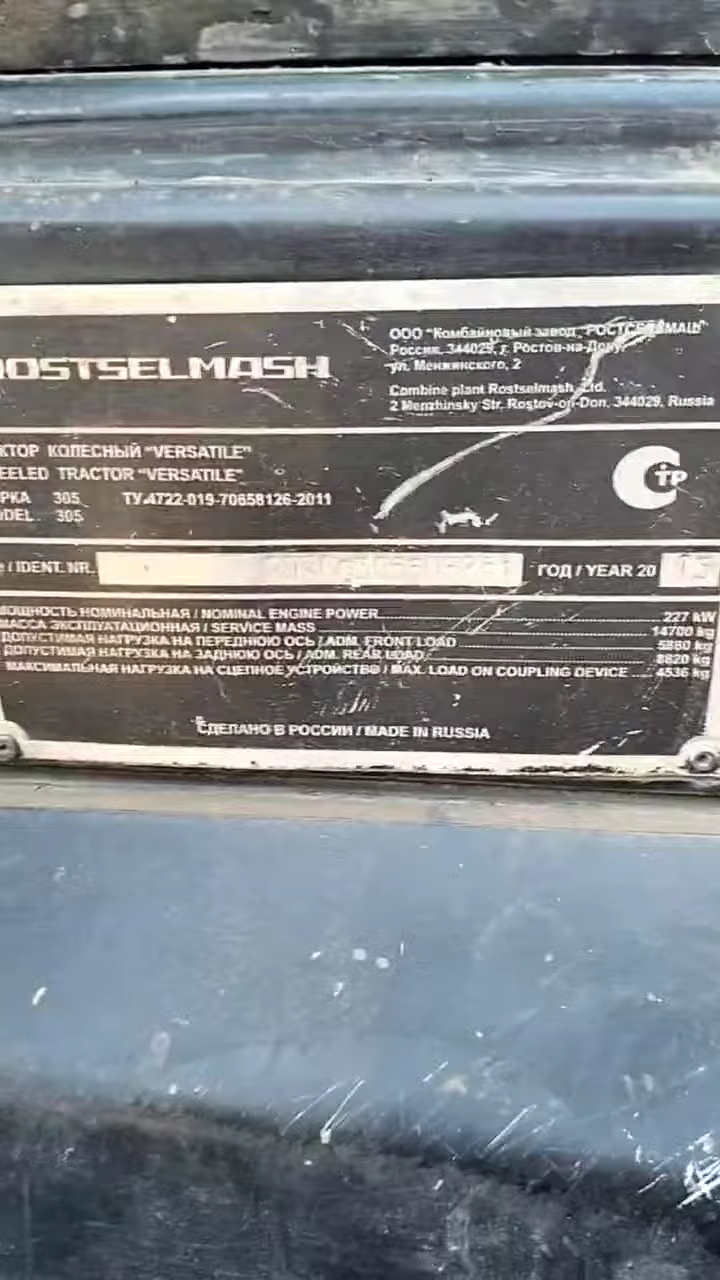 ROSTSELMASH
ООО "Комбайновый завод "РОСТСЕЛЬМАШ"
Россия, 344029, г. Ростов-на-Дону,
ул. Менжинского, 2
Combine plant Rostselmash, Ltd.
2 Menzhinsky Str. Rostov-on-Don, 344029, Russia
КТОР КОЛЕСНЫЙ "VERSATILE"
EELED TRACTOR "VERSATILE"
РКА 305 ТУ.4722-019-70658126-2011
DEL 305
СТР
/ IDENT. NR.
ГОД / YEAR 20
МОЩНОСТЬ НОМИНАЛЬНАЯ / NOMINAL ENGINE POWER 227 kW
МАССА ЭКСПЛУАТАЦИОННАЯ / SERVICE MASS 14700 kg
ДОПУСТИМАЯ НАГРУЗКА НА ПЕРЕДНЮЮ ОСЬ / ADM. FRONT LOAD 5880 kg
ДОПУСТИМАЯ НАГРУЗКА НА ЗАДНЮЮ ОСЬ / ADM. REAR LOAD 8820 kg
МАКСИМАЛЬНАЯ НАГРУЗКА НА СЦЕПНОЕ УСТРОЙСТВО / MAX. LOAD ON COUPLING DEVICE 4536 kg
СДЕЛАНО В РОССИИ / MADE IN RUSSIA